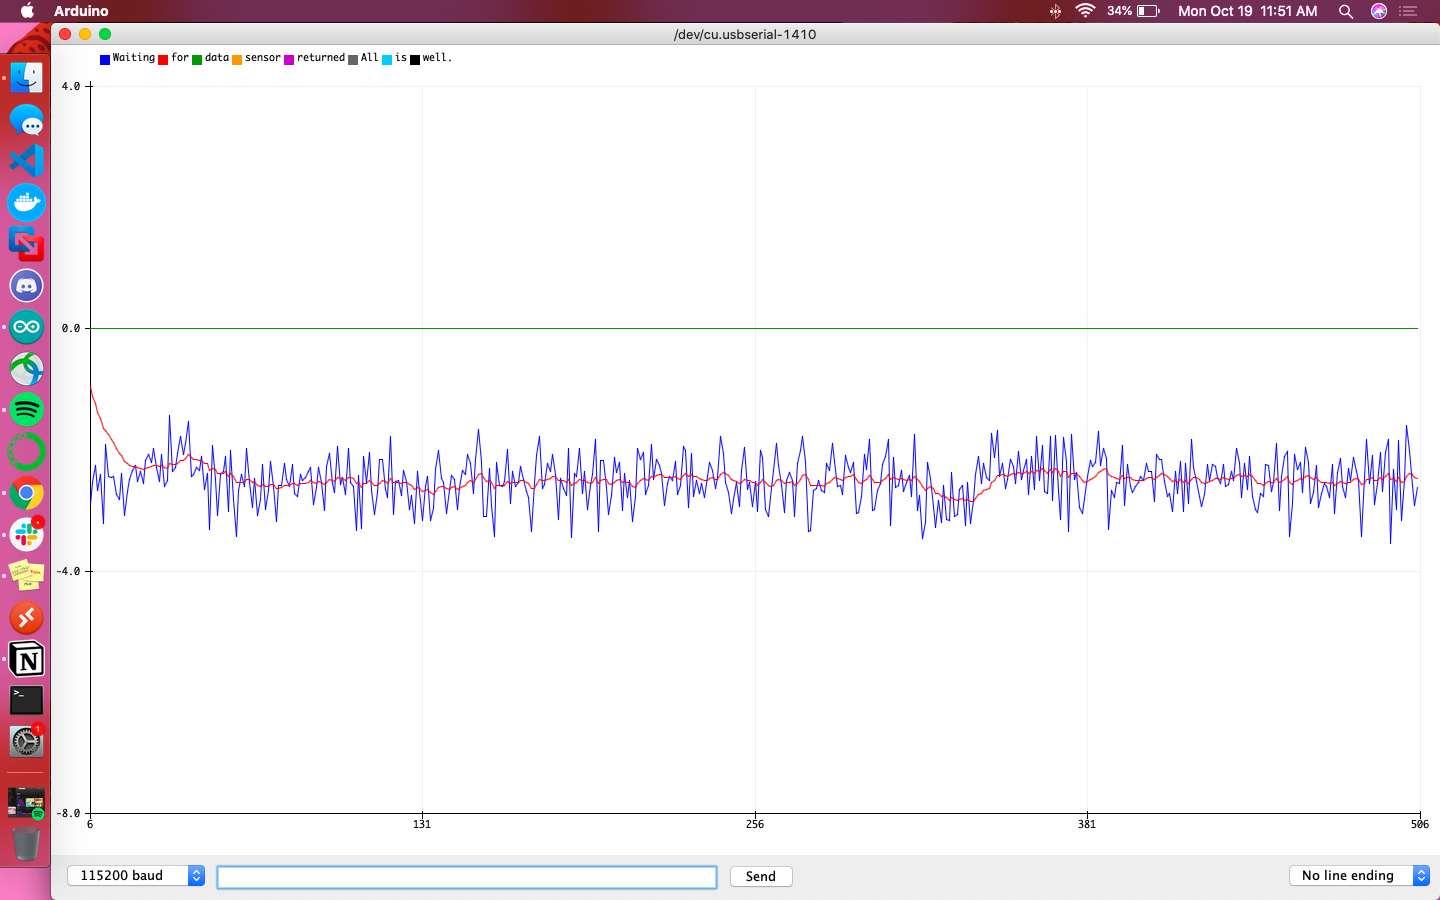 Arduino 34% Mon Oct 19 11:51 AM
/dev/cu.usbserial-1410
Waiting for data sensor returned All is well.
4.0
0.0
-4.0
-8.0
6 131 256 381 506
115200 baud Send No line ending
N
>_
1